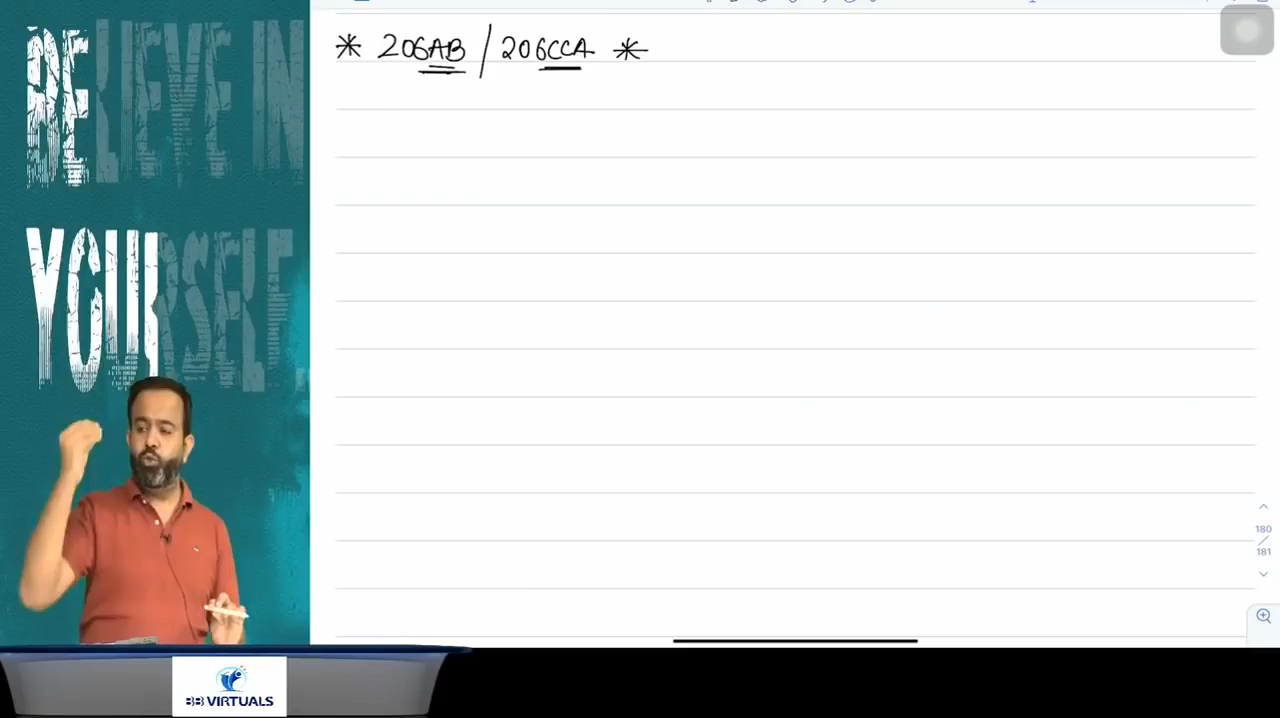 BELIEVE IN
YOURSELF
* 206AB / 206CCA *
180
181
BB VIRTUALS